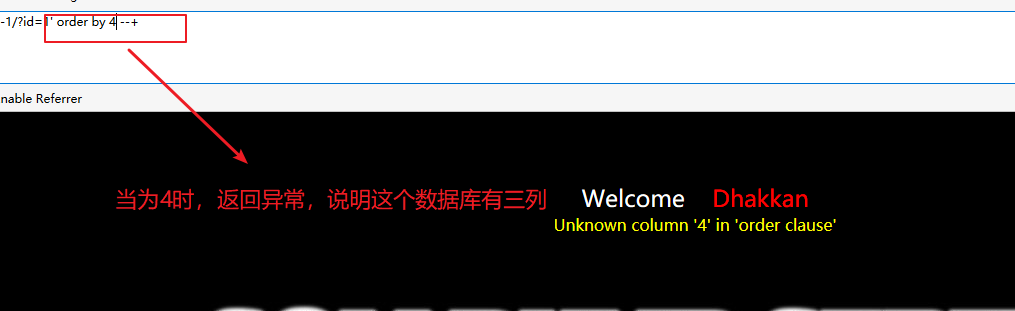 -1/?id=1' order by 4 --+
nable Referrer
当为4时，返回异常，说明这个数据库有三列
Welcome Dhakkan
Unknown column '4' in 'order clause'